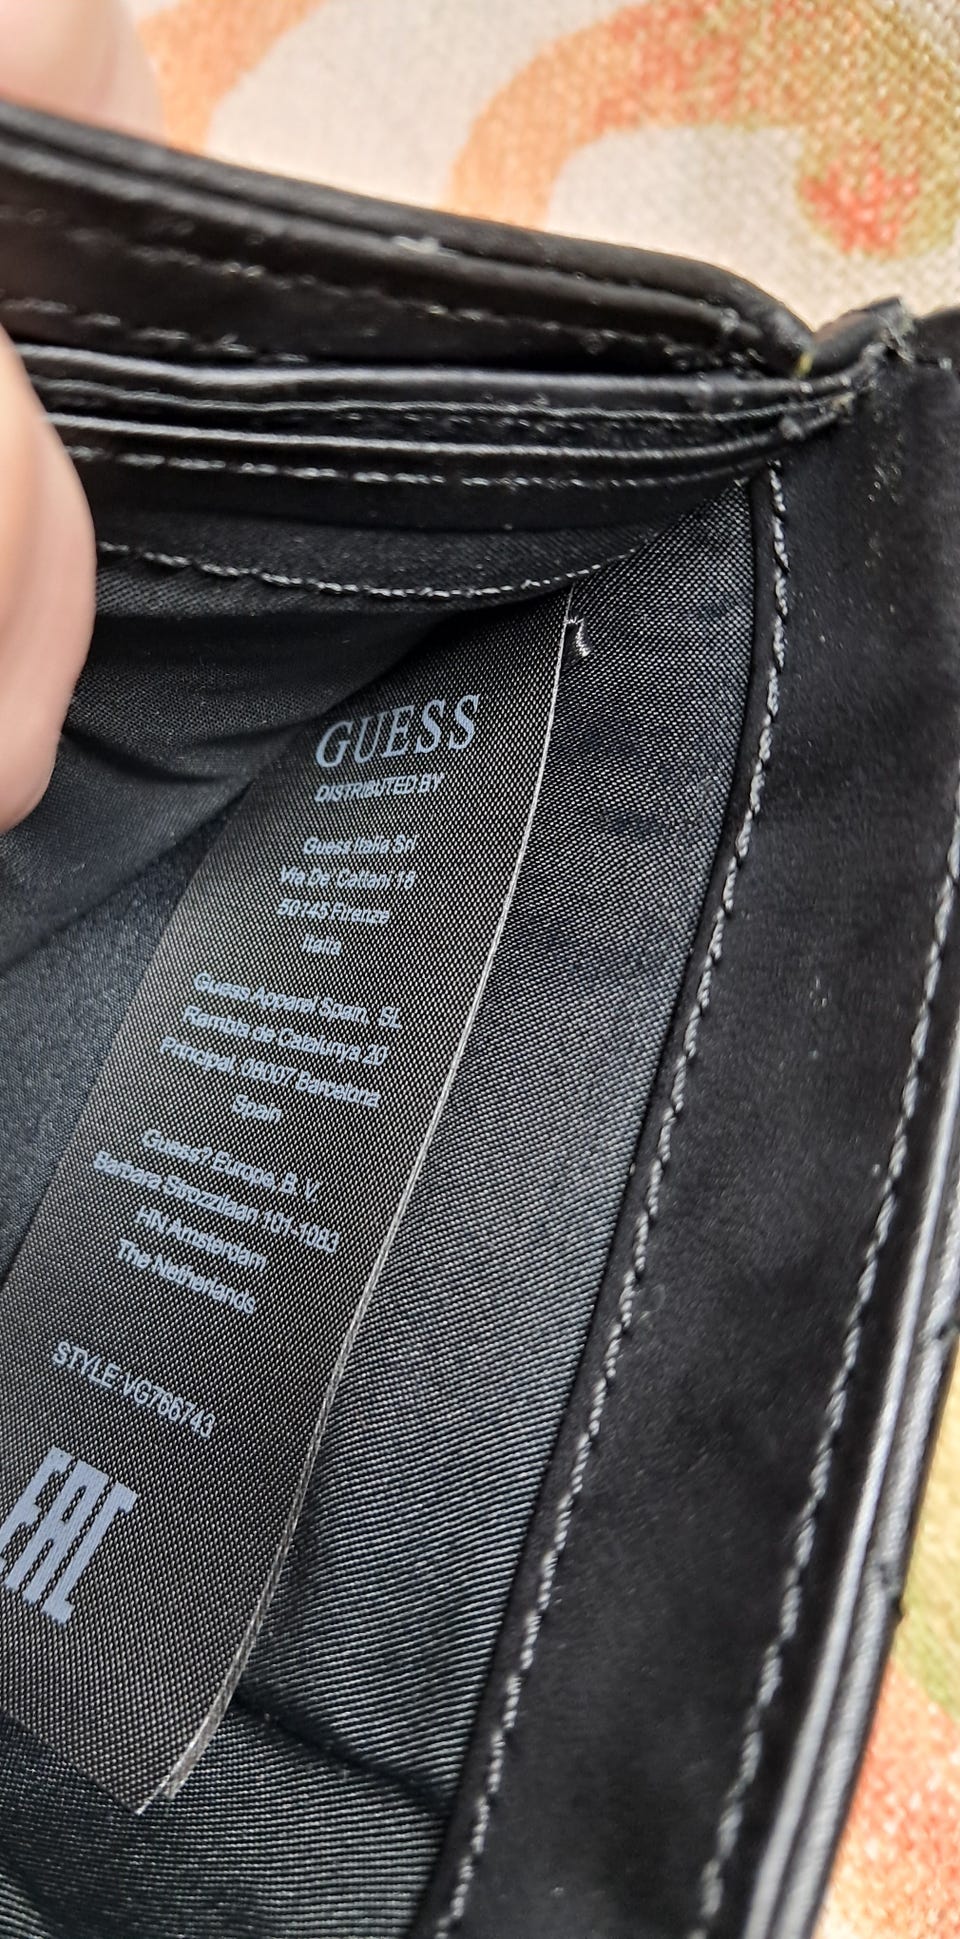 GUESS
DISTRIBUTED BY
Guess Italia Srl
Via De Cattani 18
50145 Firenze
Italia
Guess Apparel Spain, SL
Rambla de Catalunya 20
Principal 08007 Barcelona
Spain
Guess? Europe B.V.
Barbara Strozzilaan 101-1083
HN Amsterdam
The Netherlands
STYLE:VG766743
EAC